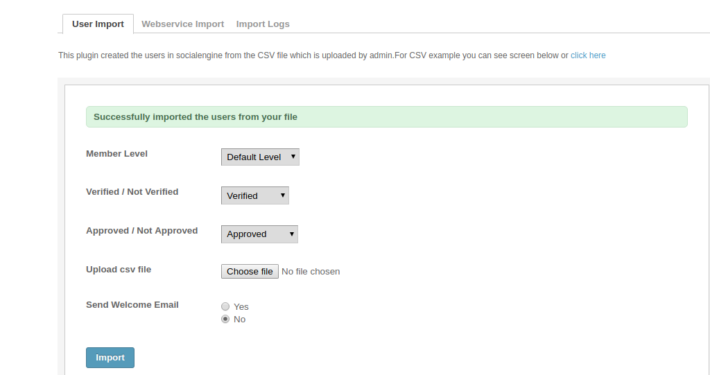 User Import Webservice Import Import Logs
This plugin created the users in socialengine from the CSV file which is uploaded by admin.For CSV example you can see screen below or click here
Successfully imported the users from your file
Member Level Default Level
Verified / Not Verified Verified
Approved / Not Approved Approved
Upload csv file Choose file No file chosen
Send Welcome Email Yes
No
Import